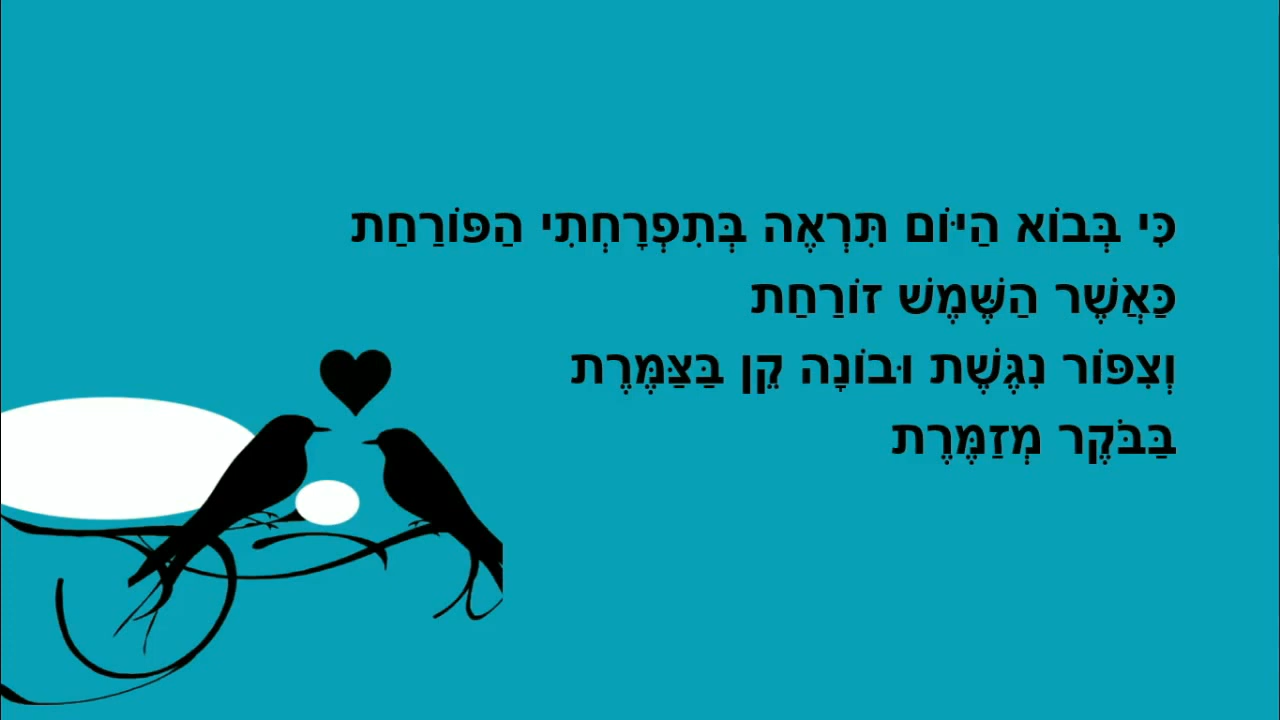 כִּי בְּבוֹא הַיּוֹם תִּרְאֶה בְּתִפְרָחְתִי הַפּוֹרַחַת
כַּאֲשֶׁר הַשֶּׁמֶשׁ זוֹרַחַת
וְצִפּוֹר נִגֶּשֶׁת וּבוֹנָה קֵן בַּצַּמֶּרֶת
בַּבֹּקֶר מְזַמֶּרֶת